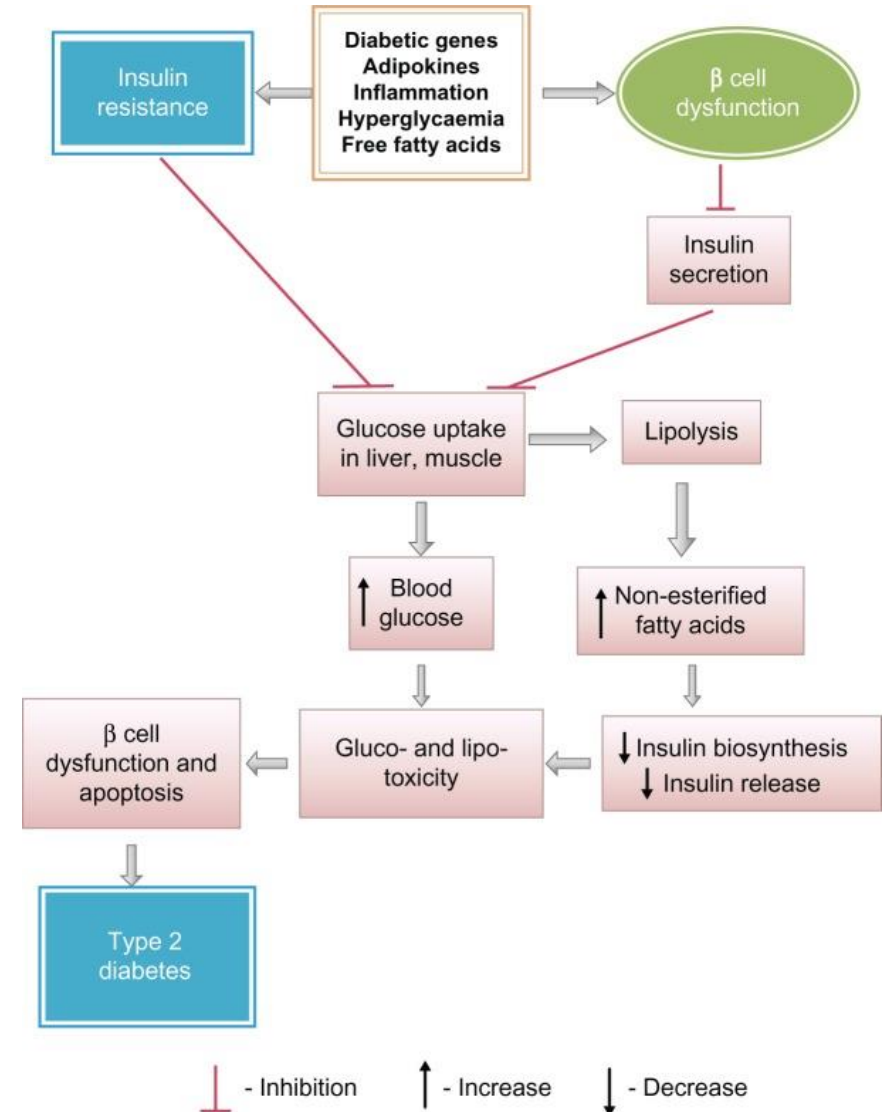 Insulin
resistance
Diabetic genes
Adipokines
Inflammation
Hyperglycaemia
Free fatty acids
β cell
dysfunction
Insulin
secretion
Glucose uptake
in liver, muscle
Lipolysis
Blood
glucose
Non-esterified
fatty acids
β cell
dysfunction and
apoptosis
Gluco- and lipo-
toxicity
Insulin biosynthesis
Insulin release
Type 2
diabetes
- Inhibition
- Increase
- Decrease